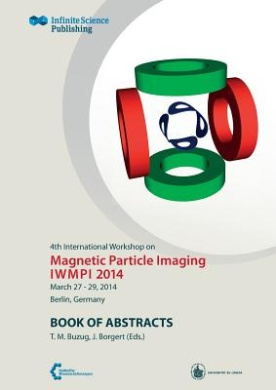 Infinite Science
Publishing
4th International Workshop on
Magnetic Particle Imaging
IWMPI 2014
March 27 - 29, 2014
Berlin, Germany
BOOK OF ABSTRACTS
T. M. Buzug, J. Borgert (Eds.)